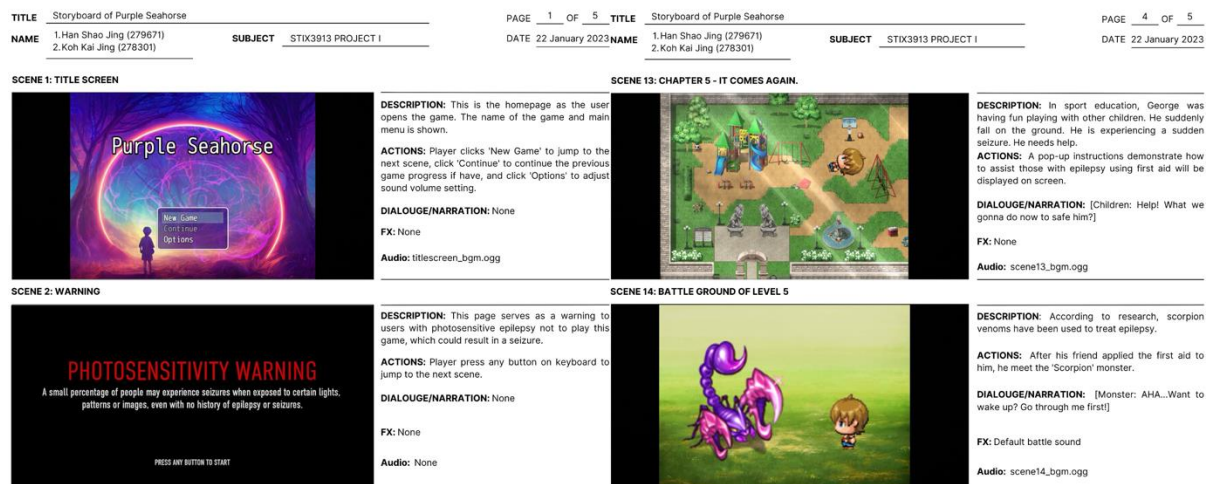 TITLE Storyboard of Purple Seahorse PAGE 1 OF 5
NAME 1.Han Shao Jing (279671)
2.Koh Kai Jing (278301)
SUBJECT STIX3913 PROJECT I DATE 22 January 2023
SCENE 1: TITLE SCREEN
Purple Seahorse
New Game
Continue
Options
DESCRIPTION: This is the homepage as the user
opens the game. The name of the game and main
menu is shown.
ACTIONS: Player clicks 'New Game' to jump to the
next scene, click 'Continue' to continue the previous
game progress if have, and click 'Options' to adjust
sound volume setting.
DIALOUGE/NARRATION: None
FX: None
Audio: titlescreen_bgm.ogg
SCENE 2: WARNING
PHOTOSENSITIVITY WARNING
A small percentage of people may experience seizures when exposed to certain lights,
patterns or images, even with no history of epilepsy or seizures.
PRESS ANY BUTTON TO START
DESCRIPTION: This page serves as a warning to
users with photosensitive epilepsy not to play this
game, which could result in a seizure.
ACTIONS: Player press any button on keyboard to
jump to the next scene.
DIALOUGE/NARRATION: None
FX: None
Audio: None
TITLE Storyboard of Purple Seahorse PAGE 4 OF 5
NAME 1.Han Shao Jing (279671)
2.Koh Kai Jing (278301)
SUBJECT STIX3913 PROJECT I DATE 22 January 2023
SCENE 13: CHAPTER 5 - IT COMES AGAIN.
DESCRIPTION: In sport education, George was
having fun playing with other children. He suddenly
fall on the ground. He is experiencing a sudden
seizure. He needs help.
ACTIONS: A pop-up instructions demonstrate how
to assist those with epilepsy using first aid will be
displayed on screen.
DIALOUGE/NARRATION: [Children: Help! What we
gonna do now to safe him?]
FX: None
Audio: scene13_bgm.ogg
SCENE 14: BATTLE GROUND OF LEVEL 5
DESCRIPTION: According to research, scorpion
venoms have been used to treat epilepsy.
ACTIONS: After his friend applied the first aid to
him, he meet the 'Scorpion' monster.
DIALOUGE/NARRATION: [Monster: AHA...Want to
wake up? Go through me first!]
FX: Default battle sound
Audio: scene14_bgm.ogg